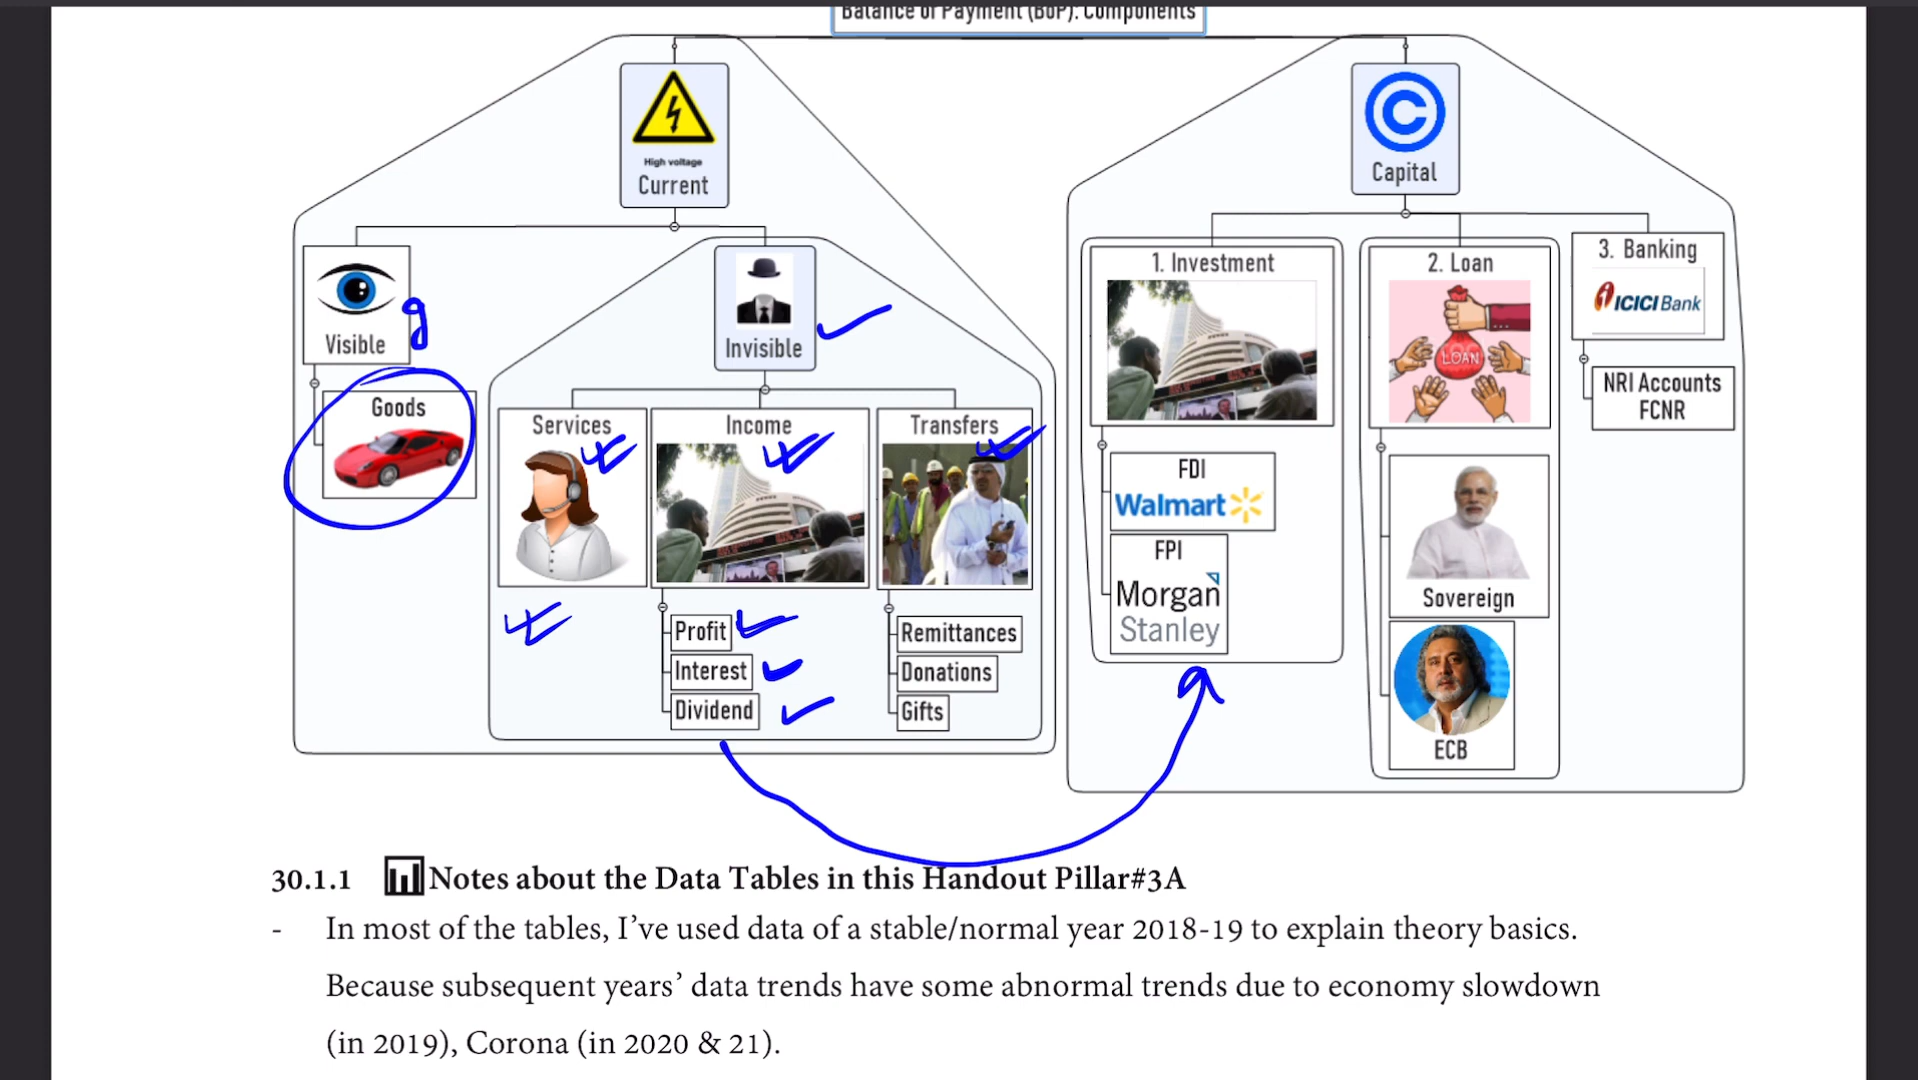 Balance of Payment (BoP): Components
High voltage
Current
Capital
Visible
g
Goods
Invisible
Services
Income
Transfers
Profit
Interest
Dividend
Remittances
Donations
Gifts
1. Investment
FDI
Walmart
FPI
Morgan
Stanley
2. Loan
LOAN
Sovereign
ECB
3. Banking
ICICI Bank
NRI Accounts
FCNR
30.1.1 Notes about the Data Tables in this Handout Pillar#3A
- In most of the tables, I’ve used data of a stable/normal year 2018-19 to explain theory basics.
Because subsequent years’ data trends have some abnormal trends due to economy slowdown
(in 2019), Corona (in 2020 & 21).